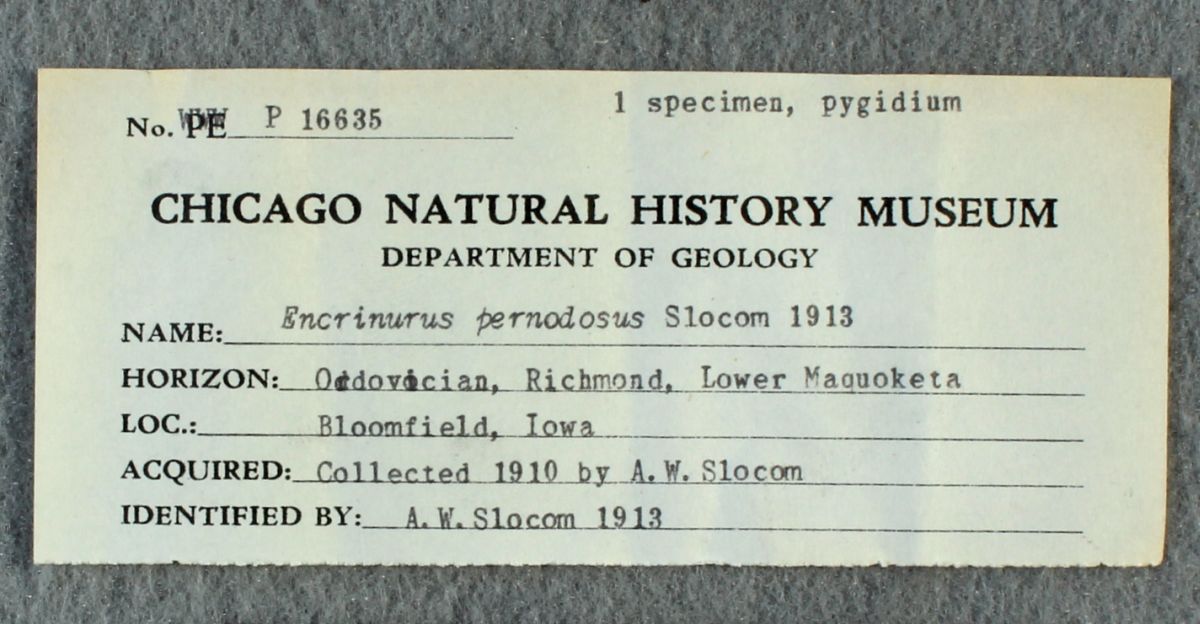 No. PE P 16635
1 specimen, pygidium
CHICAGO NATURAL HISTORY MUSEUM
DEPARTMENT OF GEOLOGY
NAME: Encrinurus pernodosus Slocom 1913
HORIZON: Ordovician, Richmond, Lower Maquoketa
LOC.: Bloomfield, Iowa
ACQUIRED: Collected 1910 by A.W.Slocom
IDENTIFIED BY: A.W.Slocom 1913